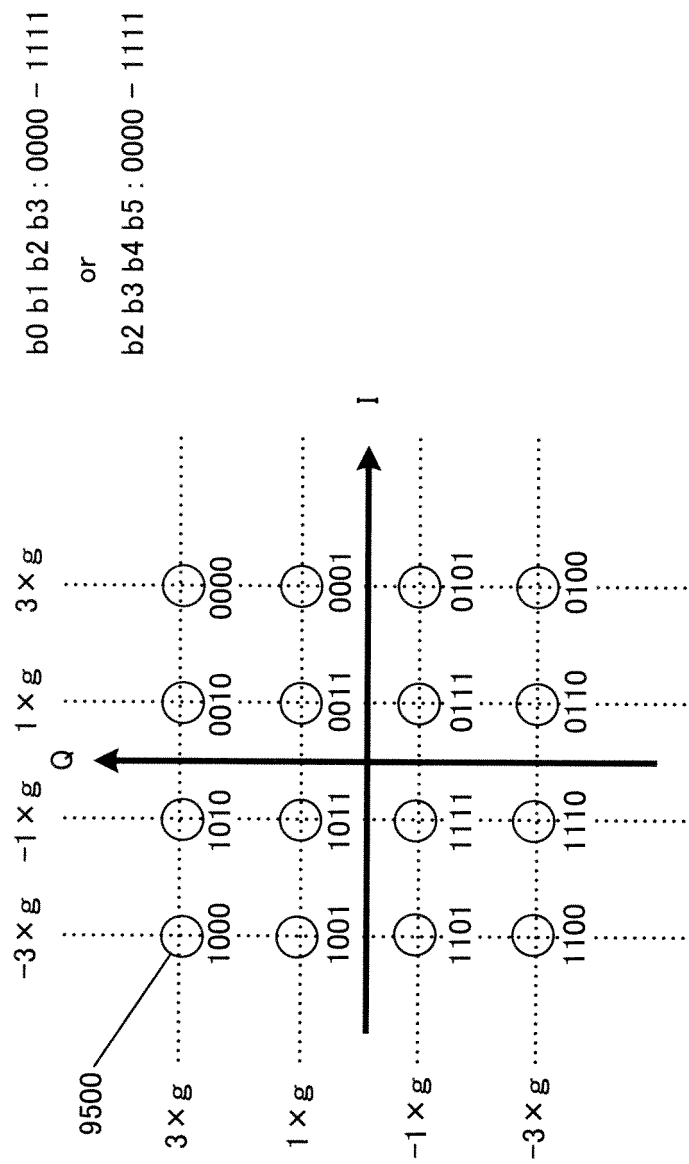 b0 b1 b2 b3 : 0000 – 1111
or
b2 b3 b4 b5 : 0000 – 1111
-3×g -1×g 1×g 3×g
Q
9500
3×g
1000 1010 0010 0000
1×g
1001 1011 0011 0001
I
-1×g
1101 1111 0111 0101
-3×g
1100 1110 0110 0100